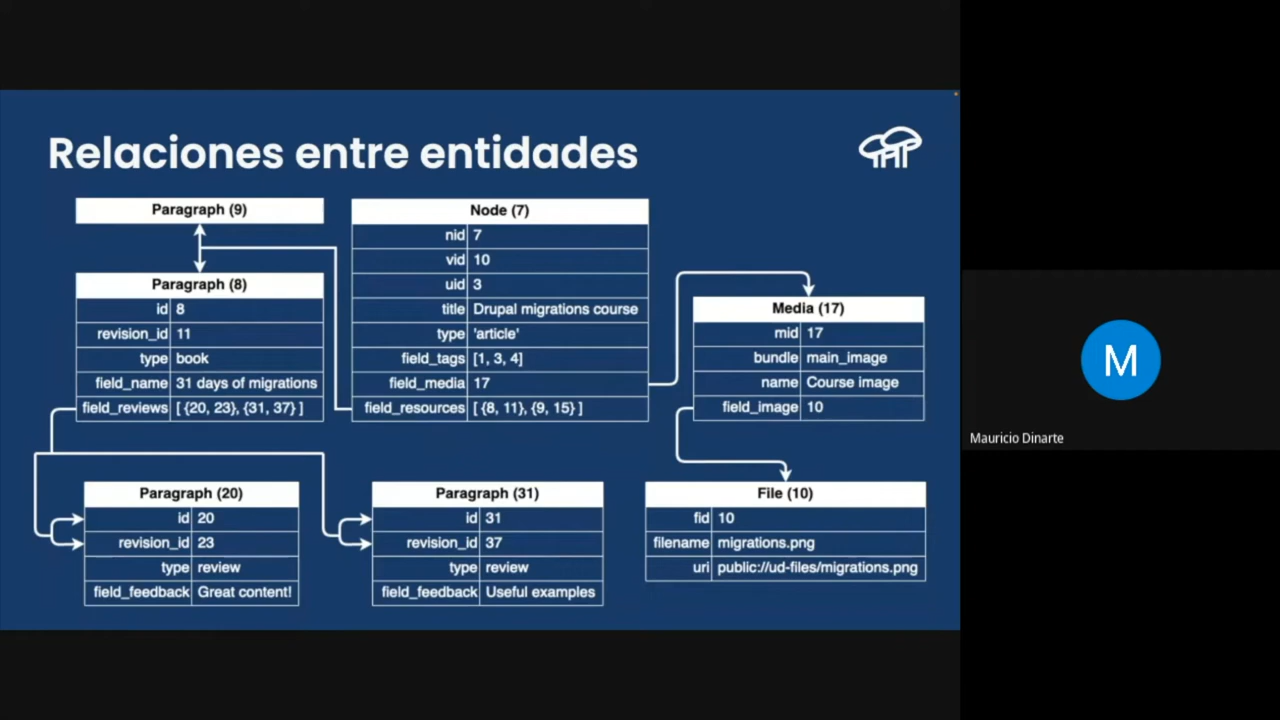 Relaciones entre entidades
Paragraph (9)
Paragraph (8)
id 8
revision_id 11
type book
field_name 31 days of migrations
field_reviews [ {20, 23}, {31, 37} ]
Node (7)
nid 7
vid 10
uid 3
title Drupal migrations course
type 'article'
field_tags [1, 3, 4]
field_media 17
field_resources [ {8, 11}, {9, 15} ]
Media (17)
mid 17
bundle main_image
name Course image
field_image 10
Paragraph (20)
id 20
revision_id 23
type review
field_feedback Great content!
Paragraph (31)
id 31
revision_id 37
type review
field_feedback Useful examples
File (10)
fid 10
filename migrations.png
uri public://ud-files/migrations.png
M
Mauricio Dinarte